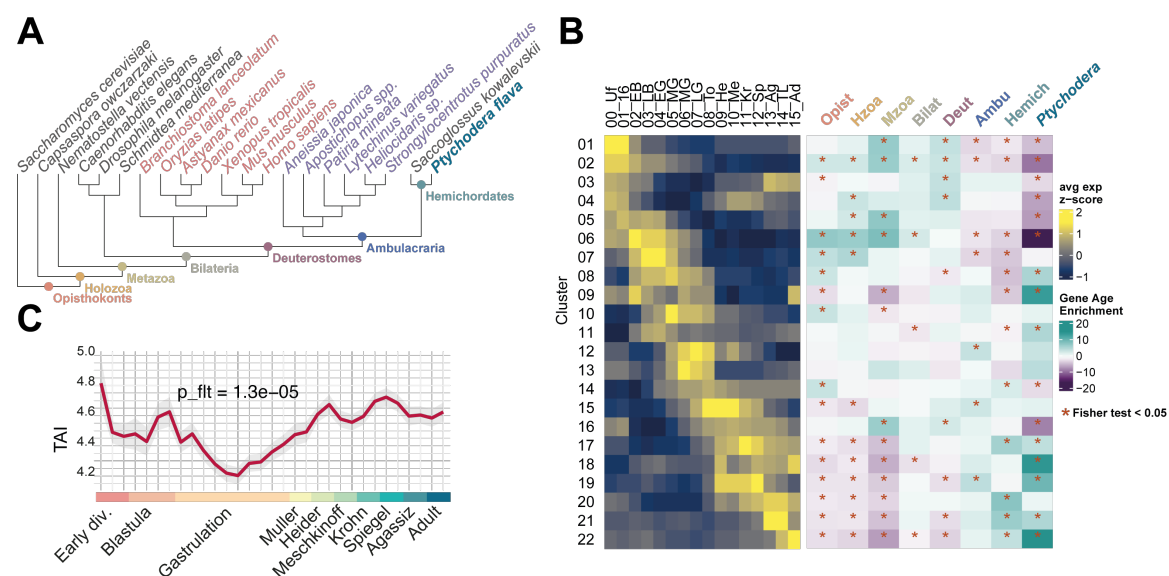 A
Saccharomyces cerevisiae
Capsaspora owczarzaki
Nematostella vectensis
Caenorhabditis elegans
Drosophila melanogaster
Schmidtea mediterranea
Branchiostoma lanceolatum
Oryzias latipes
Astyanax mexicanus
Danio rerio
Xenopus tropicalis
Mus musculus
Homo sapiens
Anneissia japonica
Apostichopus spp.
Patiria mineata
Lytechinus variegatus
Heliocidaris sp.
Strongylocentrotus purpuratus
Saccoglossus kowalevskii
Ptychodera flava
Hemichordates
Ambulacraria
Deuterostomes
Bilateria
Metazoa
Holozoa
Opisthokonts
B
00_Uf
01_16
02_EB
03_LB
04_EG
05_MG
06_MG
07_LG
08_To
09_He
10_Me
11_Kr
12_Sp
13_Ag
14_LL
15_Ad
Opist
Hzoa
Mzoa
Bilat
Deut
Ambu
Hemich
Ptychodera
Cluster
01
02
03
04
05
06
07
08
09
10
11
12
13
14
15
16
17
18
19
20
21
22
avg exp
z-score
2
1
0
-1
Gene Age
Enrichment
20
10
0
-10
-20
* Fisher test < 0.05
C
TAI
5.0
4.8
4.6
4.4
4.2
p_flt = 1.3e-05
Early div.
Blastula
Gastrulation
Muller
Heider
Meschkinoff
Krohn
Spiegel
Agassiz
Adult